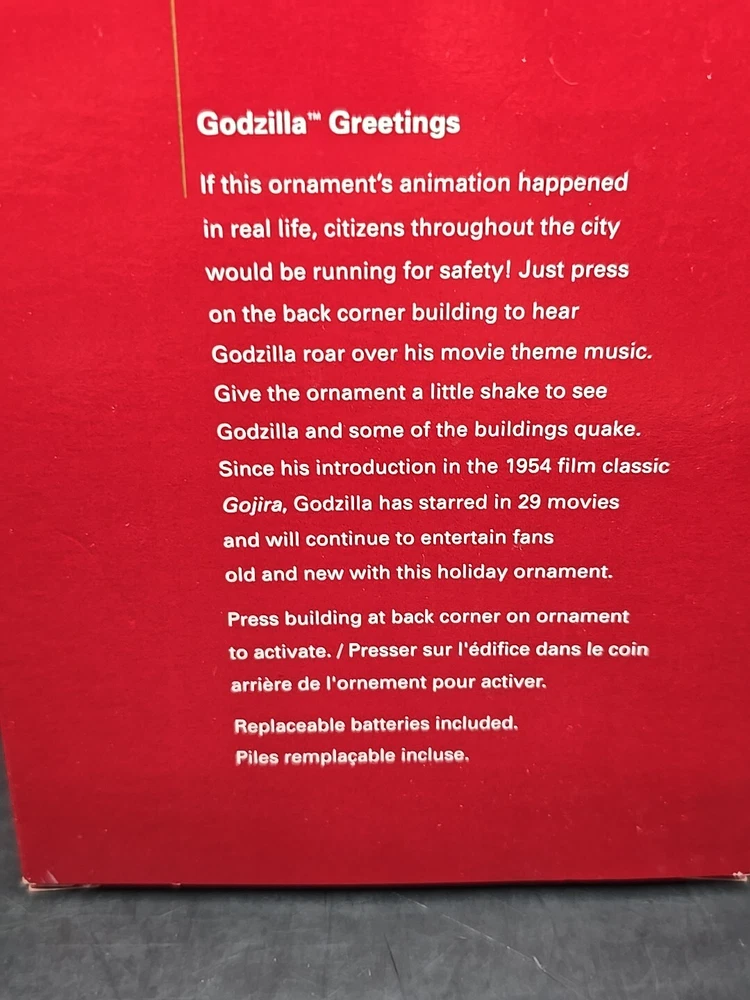 Godzilla™ Greetings
If this ornament's animation happened
in real life, citizens throughout the city
would be running for safety! Just press
on the back corner building to hear
Godzilla roar over his movie theme music.
Give the ornament a little shake to see
Godzilla and some of the buildings quake.
Since his introduction in the 1954 film classic
Gojira, Godzilla has starred in 29 movies
and will continue to entertain fans
old and new with this holiday ornament.
Press building at back corner on ornament
to activate. / Presser sur l'édifice dans le coin
arrière de l'ornement pour activer.
Replaceable batteries included.
Piles remplaçable incluse.